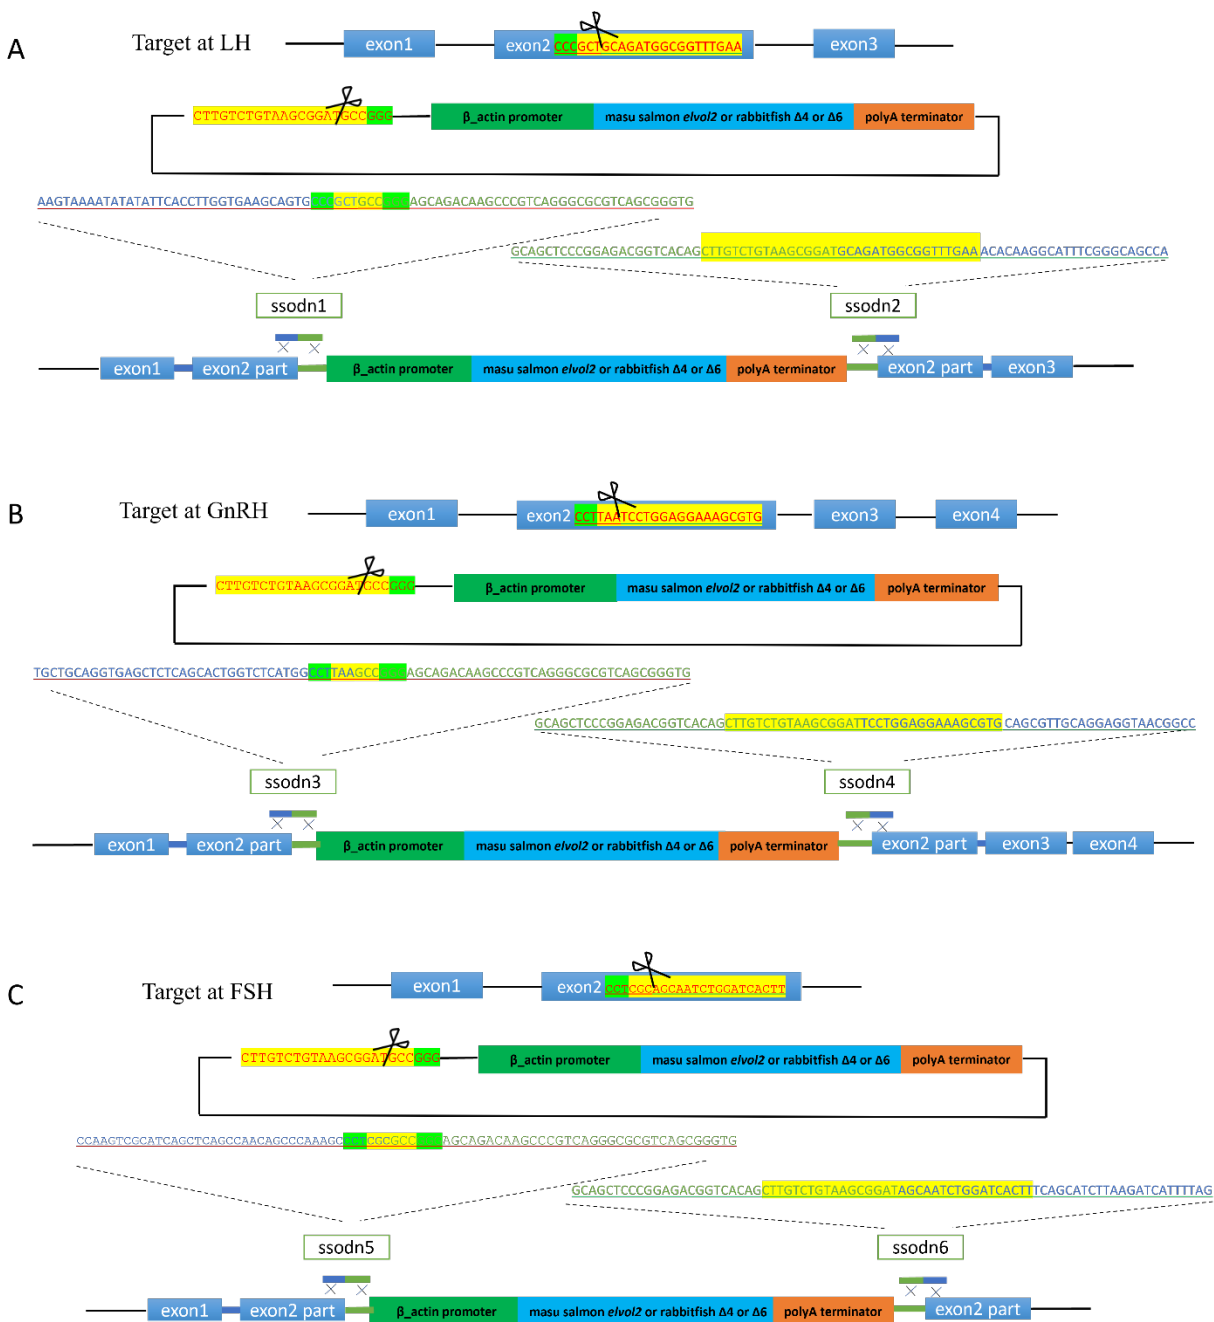 A
Target at LH
exon1
exon2 CCCGCTGCAGATGGCGGTTTGAA
exon3
CTTGTCTGTAAGCGGATGCCGGG
β_actin promoter
masu salmon elvol2 or rabbitfish Δ4 or Δ6
polyA terminator
AAGTAAAATATATATTCACCTTGGTGAAGCAGTG GCTGCC AGCAGACAAGCCCGTCAGGGCGCGTCAGCGGGTG
GCAGCTCCCGGAGACGGTCACAGCTTGTCTGTAAGCGGATGCAGATGGCGGTTTGAAACACAAGGCATTTCGGGCAGCCA
ssodn1
ssodn2
exon1
exon2 part
β_actin promoter
masu salmon elvol2 or rabbitfish Δ4 or Δ6
polyA terminator
exon2 part
exon3
B
Target at GnRH
exon1
exon2 CCTTAATCCTGGAGGAAAGCGTG
exon3
exon4
CTTGTCTGTAAGCGGATGCCGGG
β_actin promoter
masu salmon elvol2 or rabbitfish Δ4 or Δ6
polyA terminator
TGCTGCAGGTGAGCTCTCAGCACTGGTCTCATGGCCTTAAGCC AGCAGACAAGCCCGTCAGGGCGCGTCAGCGGGTG
GCAGCTCCCGGAGACGGTCACAGCTTGTCTGTAAGCGGATTCCTGGAGGAAAGCGTGCAGCGTTGCAGGAGGTAACGGCC
ssodn3
ssodn4
exon1
exon2 part
β_actin promoter
masu salmon elvol2 or rabbitfish Δ4 or Δ6
polyA terminator
exon2 part
exon3
exon4
C
Target at FSH
exon1
exon2 CCTCGCAGCAATCTGGATCACTT
CTTGTCTGTAAGCGGATGCCGGG
β_actin promoter
masu salmon elvol2 or rabbitfish Δ4 or Δ6
polyA terminator
CCAAGTCGCATCAGCTCAGCCAACAGCCCAAAGCCCTCGCGCC AGCAGACAAGCCCGTCAGGGCGCGTCAGCGGGTG
GCAGCTCCCGGAGACGGTCACAGCTTGTCTGTAAGCGGATAGCAATCTGGATCACTTTCAGCATCTTAAGATCATTTTAG
ssodn5
ssodn6
exon1
exon2 part
β_actin promoter
masu salmon elvol2 or rabbitfish Δ4 or Δ6
polyA terminator
exon2 part